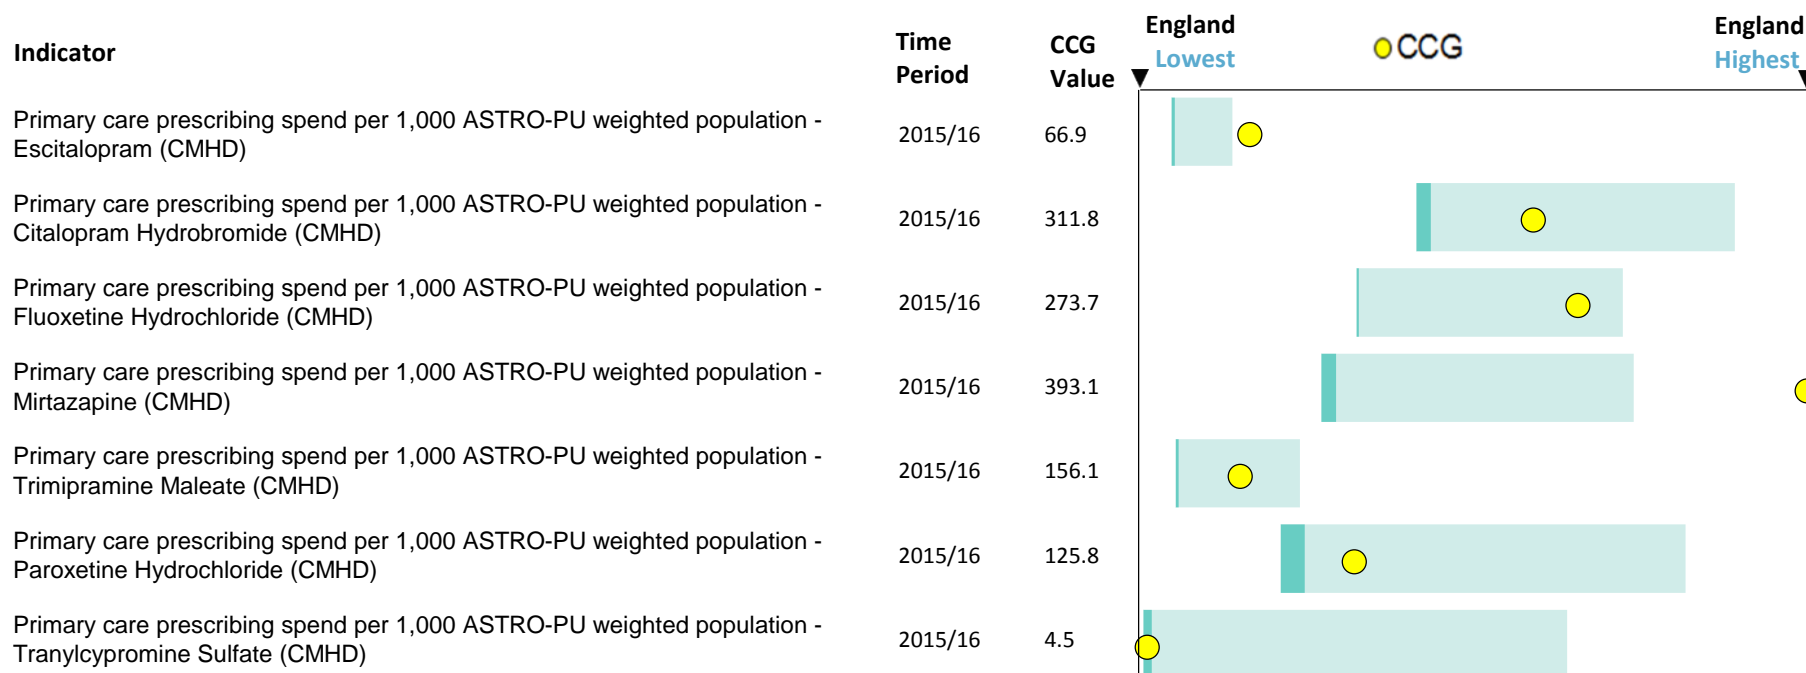 Indicator
Time
Period
CCG
Value
England
Lowest
CCG
England
Highest
Primary care prescribing spend per 1,000 ASTRO-PU weighted population -
Escitalopram (CMHD)
2015/16
66.9
Primary care prescribing spend per 1,000 ASTRO-PU weighted population -
Citalopram Hydrobromide (CMHD)
2015/16
311.8
Primary care prescribing spend per 1,000 ASTRO-PU weighted population -
Fluoxetine Hydrochloride (CMHD)
2015/16
273.7
Primary care prescribing spend per 1,000 ASTRO-PU weighted population -
Mirtazapine (CMHD)
2015/16
393.1
Primary care prescribing spend per 1,000 ASTRO-PU weighted population -
Trimipramine Maleate (CMHD)
2015/16
156.1
Primary care prescribing spend per 1,000 ASTRO-PU weighted population -
Paroxetine Hydrochloride (CMHD)
2015/16
125.8
Primary care prescribing spend per 1,000 ASTRO-PU weighted population -
Tranylcypromine Sulfate (CMHD)
2015/16
4.5